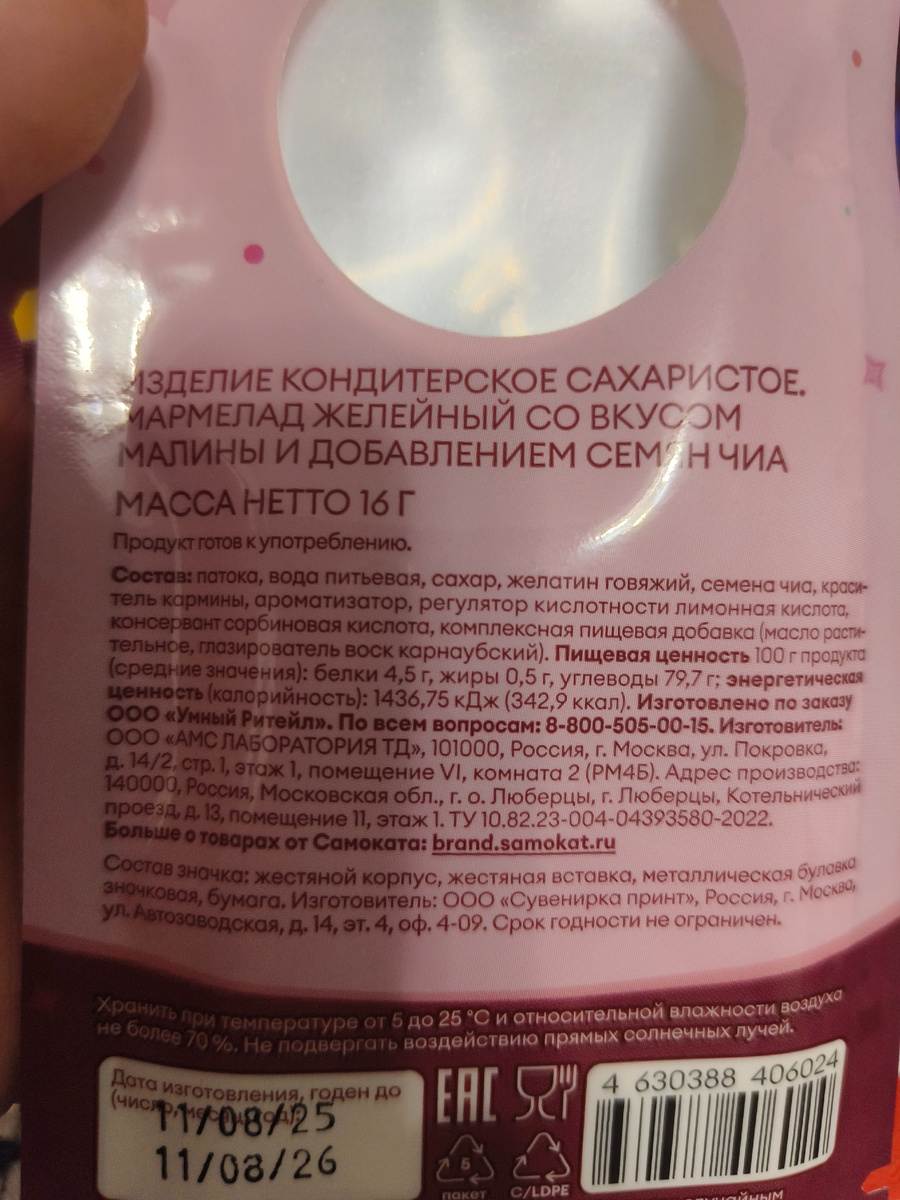 ИЗДЕЛИЕ КОНДИТЕРСКОЕ САХАРИСТОЕ.
МАРМЕЛАД ЖЕЛЕЙНЫЙ СО ВКУСОМ
МАЛИНЫ И ДОБАВЛЕНИЕМ СЕМЯН ЧИА
МАССА НЕТТО 16 Г
Продукт готов к употреблению.
Состав: патока, вода питьевая, сахар, желатин говяжий, семена чиа, краси-
тель кармины, ароматизатор, регулятор кислотности лимонная кислота,
консервант сорбиновая кислота, комплексная пищевая добавка (масло расти-
тельное, глазирователь воск карнаубский). Пищевая ценность 100 г продукта
(средние значения): белки 4,5 г, жиры 0,5 г, углеводы 79,7 г; энергетическая
ценность (калорийность): 1436,75 кДж (342,9 ккал). Изготовлено по заказу
ООО «Умный Ритейл». По всем вопросам: 8-800-505-00-15. Изготовитель:
ООО «АМС ЛАБОРАТОРИЯ ТД», 101000, Россия, г. Москва, ул. Покровка,
д. 14/2, стр. 1, этаж 1, помещение VI, комната 2 (РМ4Б). Адрес производства:
140000, Россия, Московская обл., г. о. Люберцы, г. Люберцы, Котельнический
проезд, д. 13, помещение 11, этаж 1. ТУ 10.82.23-004-04393580-2022.
Больше о товарах от Самоката: brand.samokat.ru
Состав значка: жестяной корпус, жестяная вставка, металлическая булавка
значковая, бумага. Изготовитель: ООО «Сувенирка принт», Россия, г. Москва,
ул. Автозаводская, д. 14, эт. 4, оф. 4-09. Срок годности не ограничен.
Хранить при температуре от 5 до 25 °C и относительной влажности воздуха
не более 70 %. Не подвергать воздействию прямых солнечных лучей.
Дата изготовления, годен до
(число, месяц, год):
11/08/25
11/08/26
EAC
5
пакет
C/LDPE
4 630388 406024